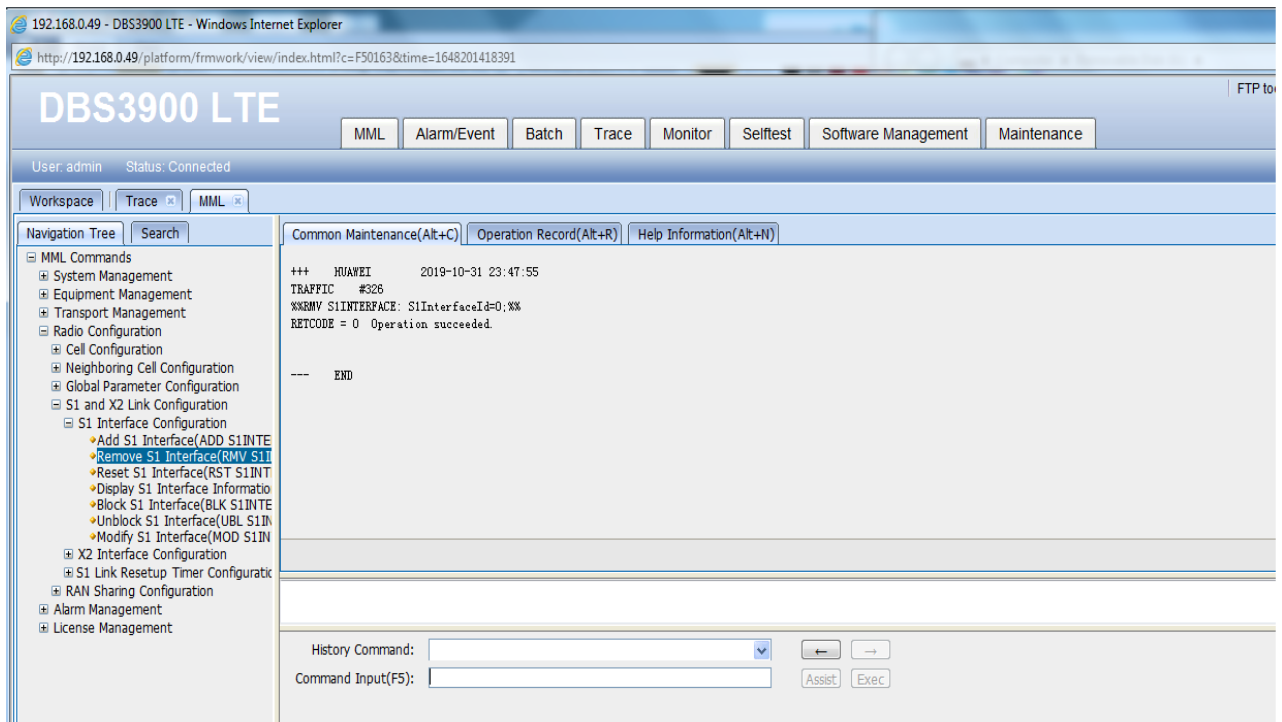 192.168.0.49 - DBS3900 LTE - Windows Internet Explorer
http://192.168.0.49/platform/frmwork/view/index.html?c=F50163&time=1648201418391
FTP to
DBS3900 LTE
MML Alarm/Event Batch Trace Monitor Selftest Software Management Maintenance
User: admin Status: Connected
Workspace Trace MML
Navigation Tree Search
MML Commands
System Management
Equipment Management
Transport Management
Radio Configuration
Cell Configuration
Neighboring Cell Configuration
Global Parameter Configuration
S1 and X2 Link Configuration
S1 Interface Configuration
Add S1 Interface(ADD S1INTE
Remove S1 Interface(RMV S1I
Reset S1 Interface(RST S1INT
Display S1 Interface Informatio
Block S1 Interface(BLK S1INTE
Unblock S1 Interface(UBL S1IN
Modify S1 Interface(MOD S1IN
X2 Interface Configuration
S1 Link Resetup Timer Configuratic
RAN Sharing Configuration
Alarm Management
License Management
Common Maintenance(Alt+C) Operation Record(Alt+R) Help Information(Alt+N)
+++ HUAWEI 2019-10-31 23:47:55
TRAFFIC #326
%%RMV S1INTERFACE: S1InterfaceId=0;%%
RETCODE = 0 Operation succeeded.
--- END
History Command: ← →
Command Input(F5): Assist Exec